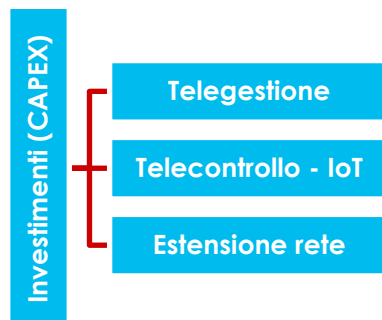 Investimenti (CAPEX)
Telegestione
Telecontrollo - IoT
Estensione rete